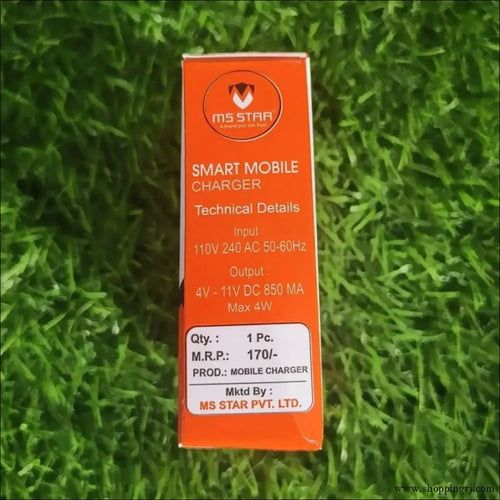 MS STAR
A brand you can trust
SMART MOBILE
CHARGER
Technical Details
Input :
110V 240 AC 50-60Hz
Output :
4V - 11V DC 850 MA
Max 4W
Qty. : 1 Pc.
M.R.P.: 170/-
PROD.: MOBILE CHARGER
Mktd By :
MS STAR PVT. LTD.
www.shoppingri.com